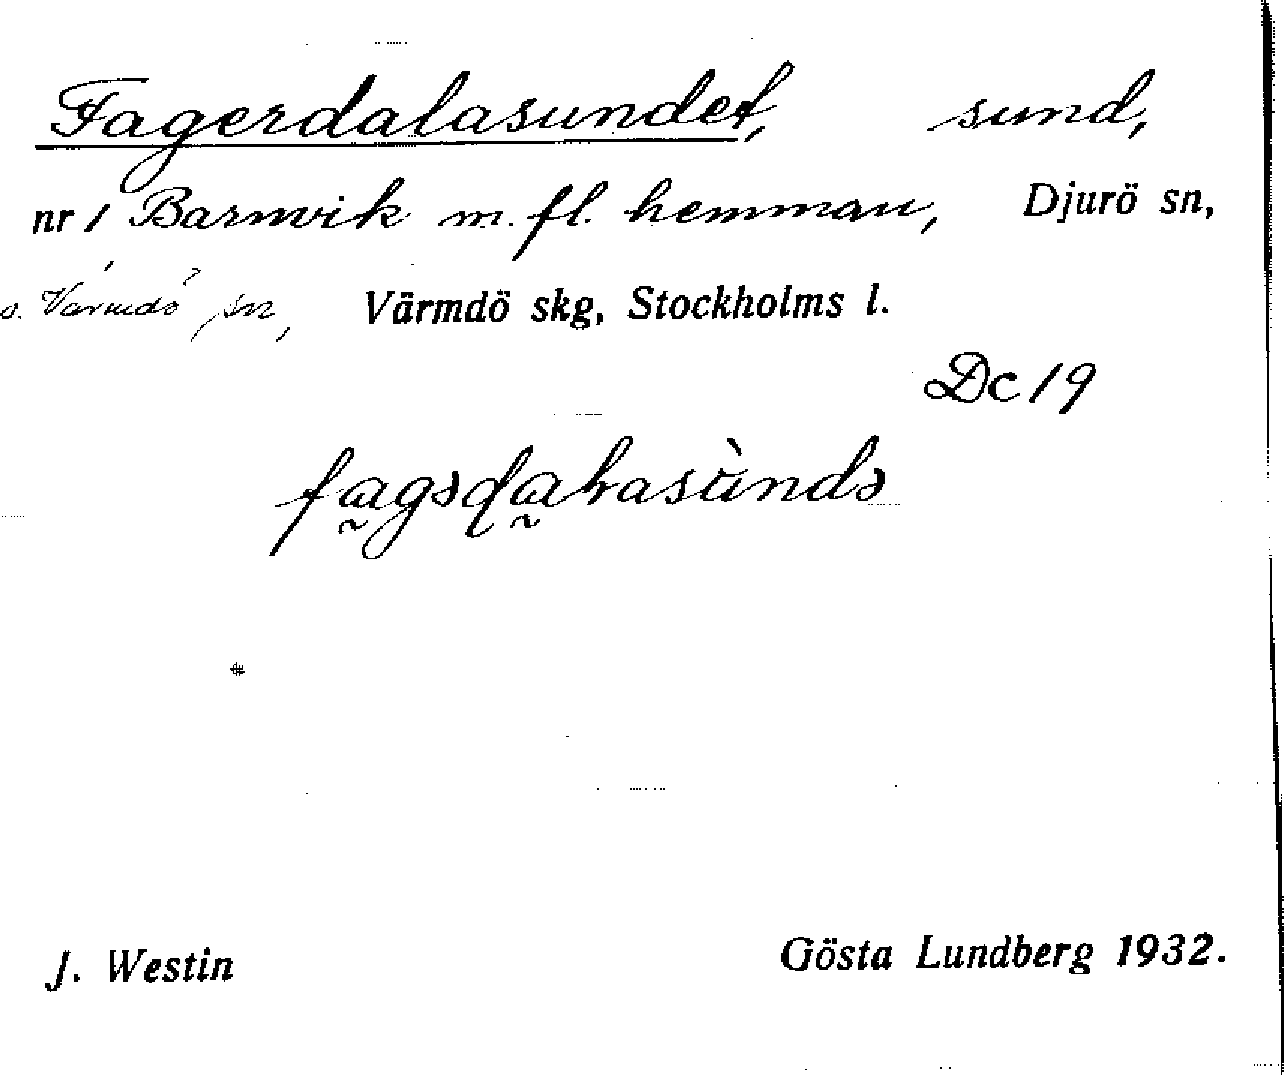 Fagerdalasundet, sund,
nr 1 Barnvik m. fl. hemman, Djurö sn,
o. Värmdö sn, Värmdö skg, Stockholms l.
Dc 19
J. Westin Gösta Lundberg 1932.